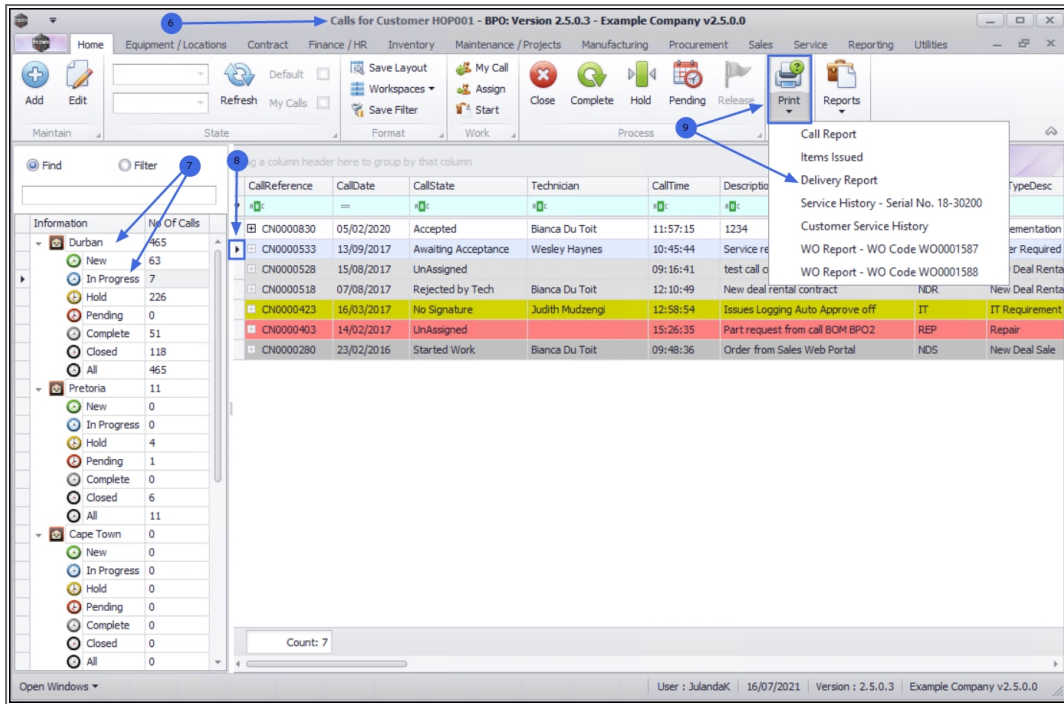 6
Calls for Customer HOP001 - BPO: Version 2.5.0.3 - Example Company v2.5.0.0
Home Equipment / Locations Contract Finance / HR Inventory Maintenance / Projects Manufacturing Procurement Sales Service Reporting Utilities
Add Edit Refresh Default My Calls Save Layout Workspaces Save Filter My Call Assign Start Close Complete Hold Pending Release Print Reports
Maintain State Format Work Process
9
Call Report
Items Issued
Delivery Report
Service History - Serial No. 18-30200
Customer Service History
WO Report - WO Code WO0001587
WO Report - WO Code WO0001588
Find Filter 7
8
a column header here to group by that column
CallReference CallDate CallState Technician CallTime Descriptio TypeDesc
CN0000830 05/02/2020 Accepted Bianca Du Toit 11:57:15 1234 ementation
CN0000533 13/09/2017 Awaiting Acceptance Wesley Haynes 10:45:44 Service re er Required
CN0000528 15/08/2017 UnAssigned 09:16:41 test call o Deal Renta
CN0000518 07/08/2017 Rejected by Tech Bianca Du Toit 12:10:49 New deal rental contract NDR New Deal Renta
CN0000423 16/03/2017 No Signature Judith Mudzengi 12:58:54 Issues Logging Auto Approve off IT IT Requirement
CN0000403 14/02/2017 UnAssigned 15:26:35 Part request from call BOM BPO2 REP Repair
CN0000280 23/02/2016 Started Work Bianca Du Toit 09:48:36 Order from Sales Web Portal NDS New Deal Sale
Information No Of Calls
Durban 465
New 63
In Progress 7
Hold 226
Pending 0
Complete 51
Closed 118
All 465
Pretoria 11
New 0
In Progress 0
Hold 4
Pending 1
Complete 0
Closed 6
All 11
Cape Town 0
New 0
In Progress 0
Hold 0
Pending 0
Complete 0
Closed 0
All 0
Count: 7
Open Windows User : JulandaK 16/07/2021 Version : 2.5.0.3 Example Company v2.5.0.0